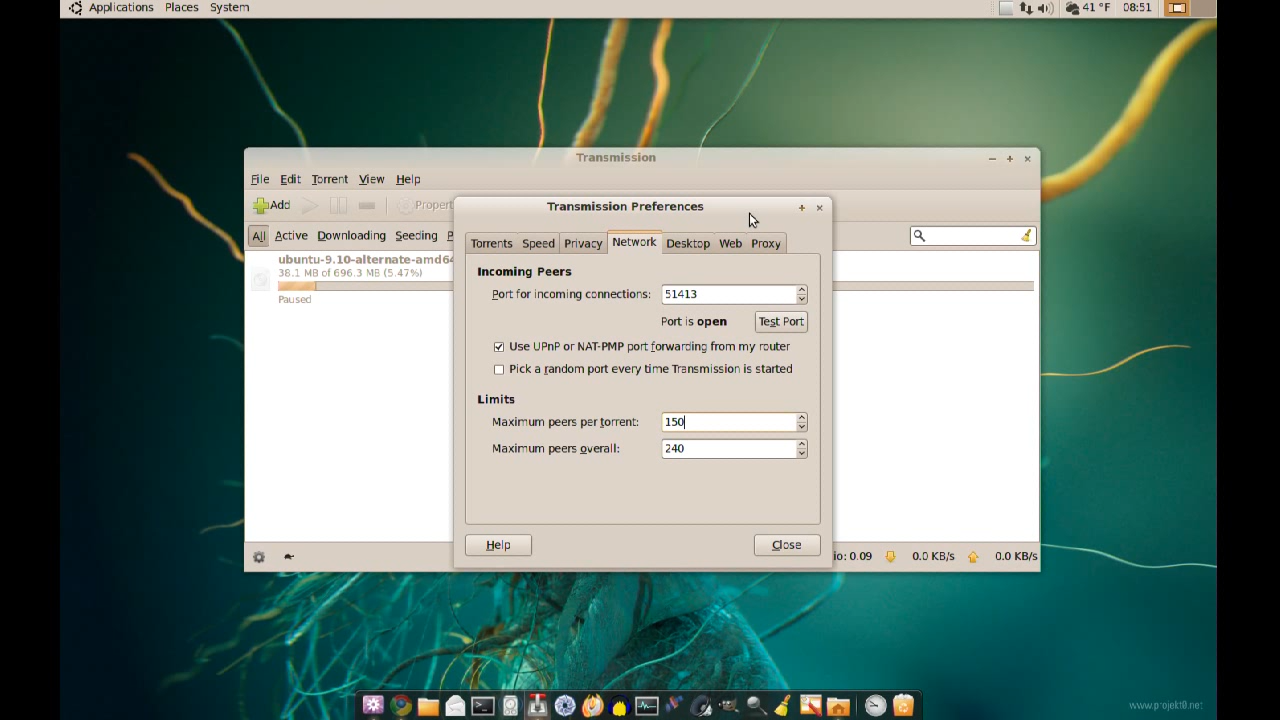 Applications Places System 41 °F 08:51
Transmission
File Edit Torrent View Help
Add Propert
Transmission Preferences
All Active Downloading Seeding P
Torrents Speed Privacy Network Desktop Web Proxy
ubuntu-9.10-alternate-amd64
38.1 MB of 696.3 MB (5.47%)
Paused
Incoming Peers
Port for incoming connections: 51413
Port is open Test Port
Use UPnP or NAT-PMP port forwarding from my router
Pick a random port every time Transmission is started
Limits
Maximum peers per torrent: 150
Maximum peers overall: 240
Help Close
io: 0.09 0.0 KB/s 0.0 KB/s
www.projekt0.net